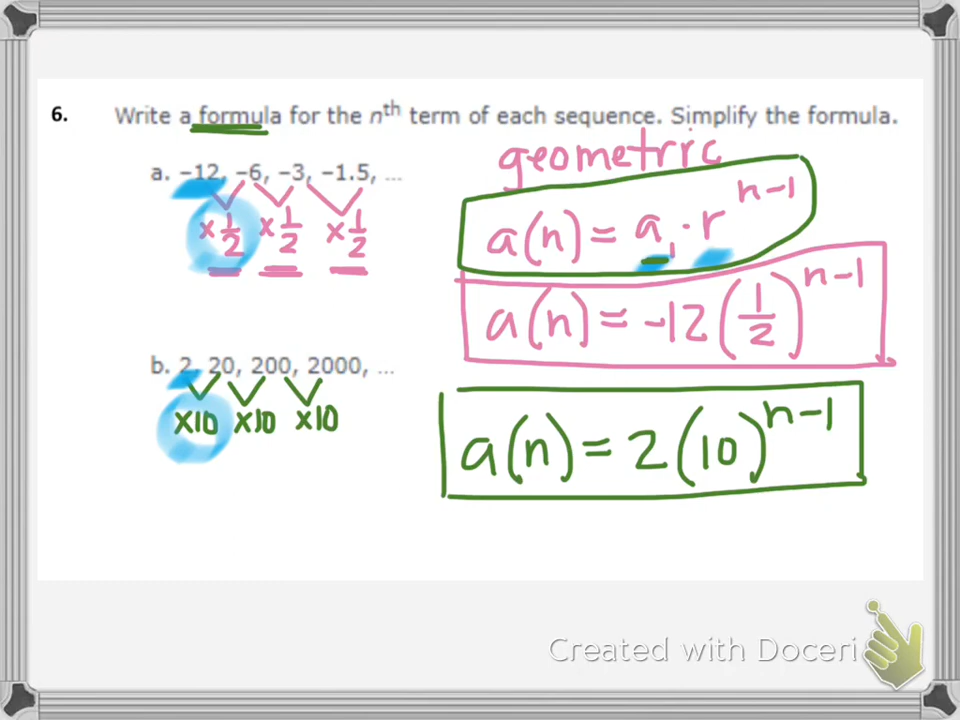 6. Write a formula for the nth term of each sequence. Simplify the formula.
geometric
a. −12, −6, −3, −1.5, ...
×1/2 ×1/2 ×1/2
a(n) = a₁ · r^(n−1)
a(n) = -12(1/2)^(n−1)
b. 2, 20, 200, 2000, ...
×10 ×10 ×10
a(n) = 2(10)^(n−1)
Created with Doceri